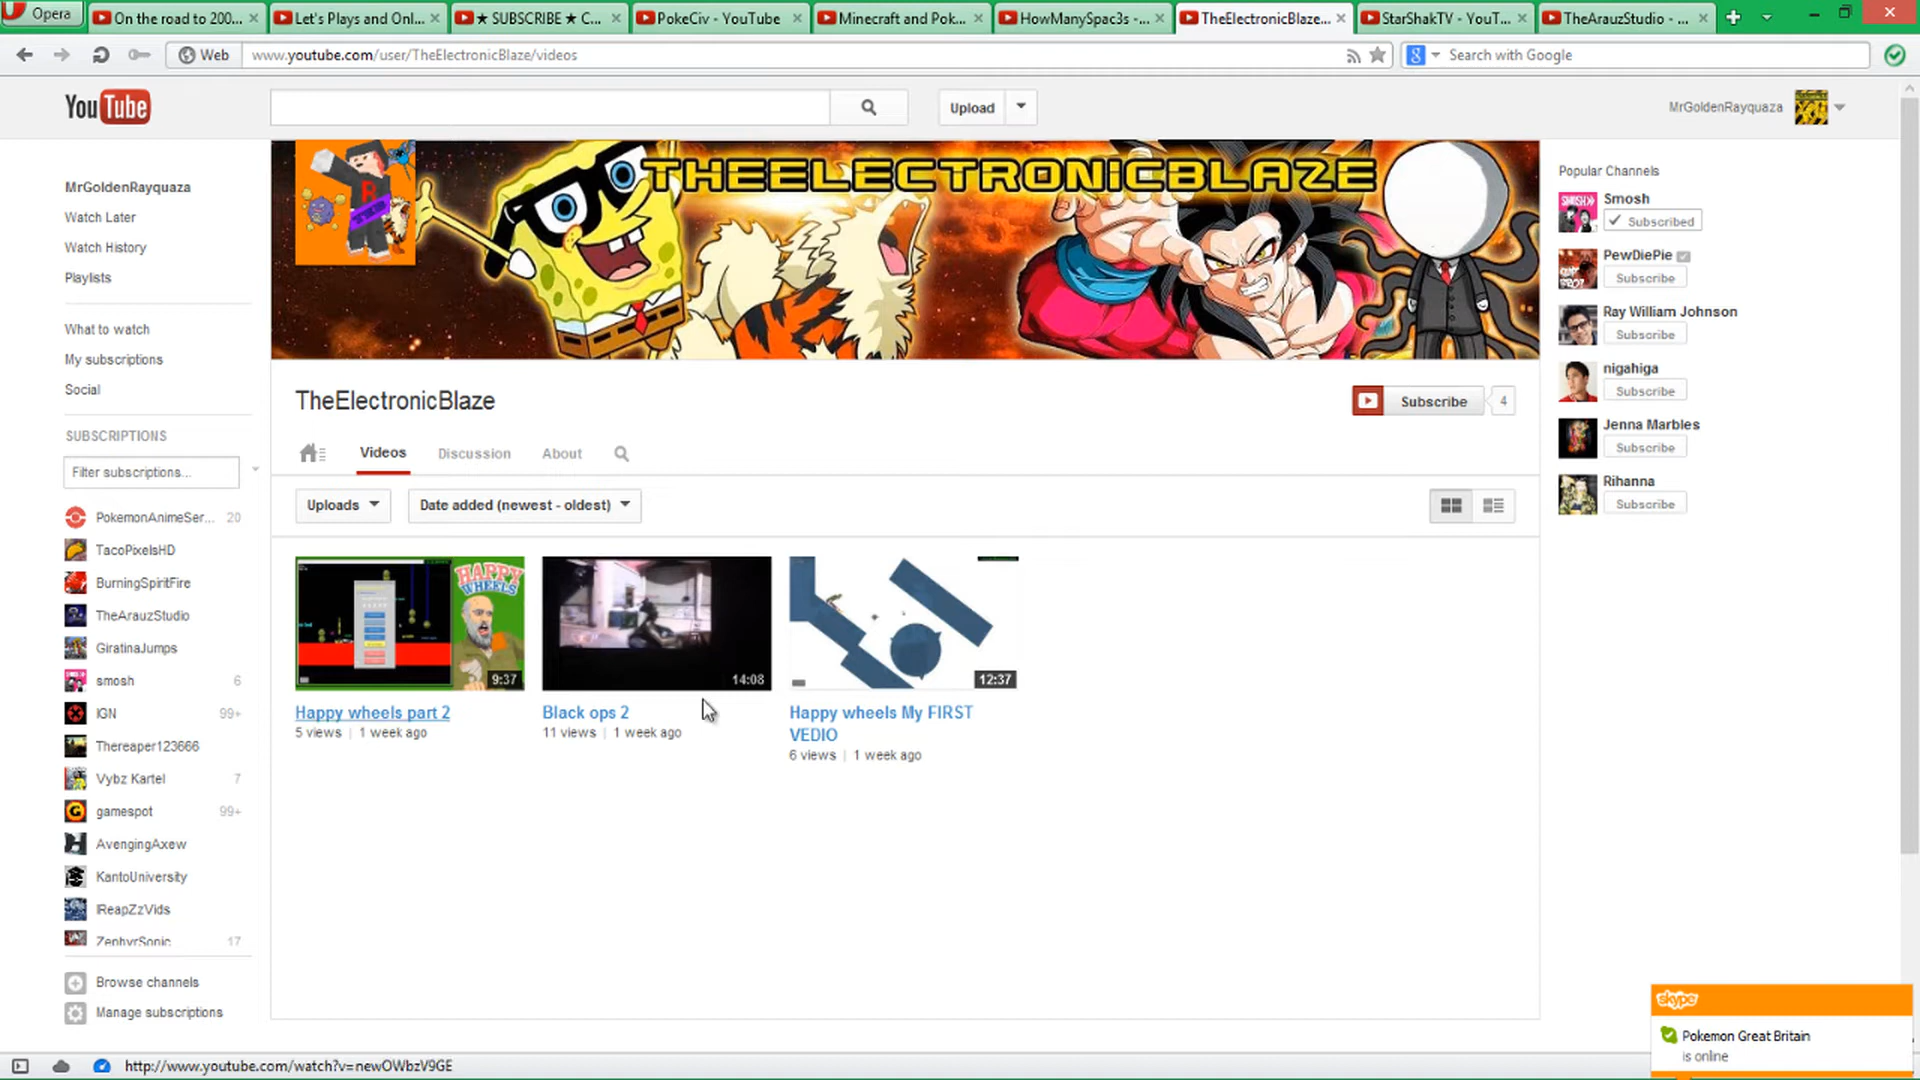 Opera
On the road to 200...
Let's Plays and Onl...
★ SUBSCRIBE ★ C...
PokeCiv - YouTube
Minecraft and Pok...
HowManySpac3s -...
TheElectronicBlaze...
StarShakTV - YouT...
TheArauzStudio - ...
Web
www.youtube.com/user/TheElectronicBlaze/videos
Search with Google
YouTube
Upload
MrGoldenRayquaza
THEELECTRONiCBLAZE
MrGoldenRayquaza
Watch Later
Watch History
Playlists
What to watch
My subscriptions
Social
SUBSCRIPTIONS
Filter subscriptions...
PokemonAnimeSer... 20
TacoPixelsHD
BurningSpiritFire
TheArauzStudio
GiratinaJumps
smosh 6
IGN 99+
Thereaper123666
Vybz Kartel 7
gamespot 99+
AvengingAxew
KantoUniversity
IReapZzVids
ZephyrSonic 17
Browse channels
Manage subscriptions
TheElectronicBlaze
Subscribe 4
Videos
Discussion
About
Uploads
Date added (newest - oldest)
HAPPY
WHEELS
9:37
14:08
12:37
Happy wheels part 2
5 views | 1 week ago
Black ops 2
11 views | 1 week ago
Happy wheels My FIRST
VEDIO
6 views | 1 week ago
Popular Channels
Smosh
Subscribed
PewDiePie
Subscribe
Ray William Johnson
Subscribe
nigahiga
Subscribe
Jenna Marbles
Subscribe
Rihanna
Subscribe
skype
Pokemon Great Britain
is online
http://www.youtube.com/watch?v=newOWbzV9GE